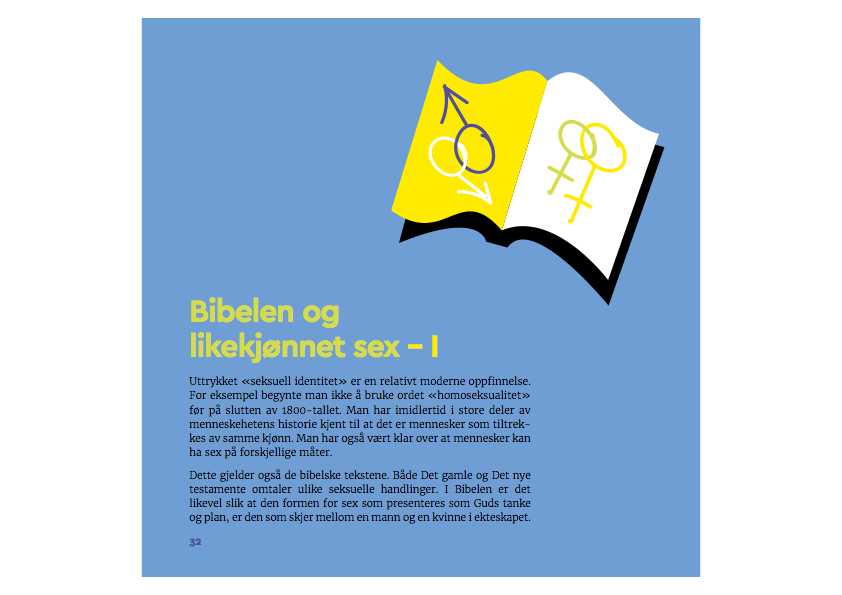 Bibelen og
likekjønnet sex – I
Uttrykket «seksuell identitet» er en relativt moderne oppfinnelse.
For eksempel begynte man ikke å bruke ordet «homoseksualitet»
før på slutten av 1800-tallet. Man har imidlertid i store deler av
menneskehetens historie kjent til at det er mennesker som tiltrek-
kes av samme kjønn. Man har også vært klar over at mennesker kan
ha sex på forskjellige måter.
Dette gjelder også de bibelske tekstene. Både Det gamle og Det nye
testamente omtaler ulike seksuelle handlinger. I Bibelen er det
likevel slik at den formen for sex som presenteres som Guds tanke
og plan, er den som skjer mellom en mann og en kvinne i ekteskapet.
32